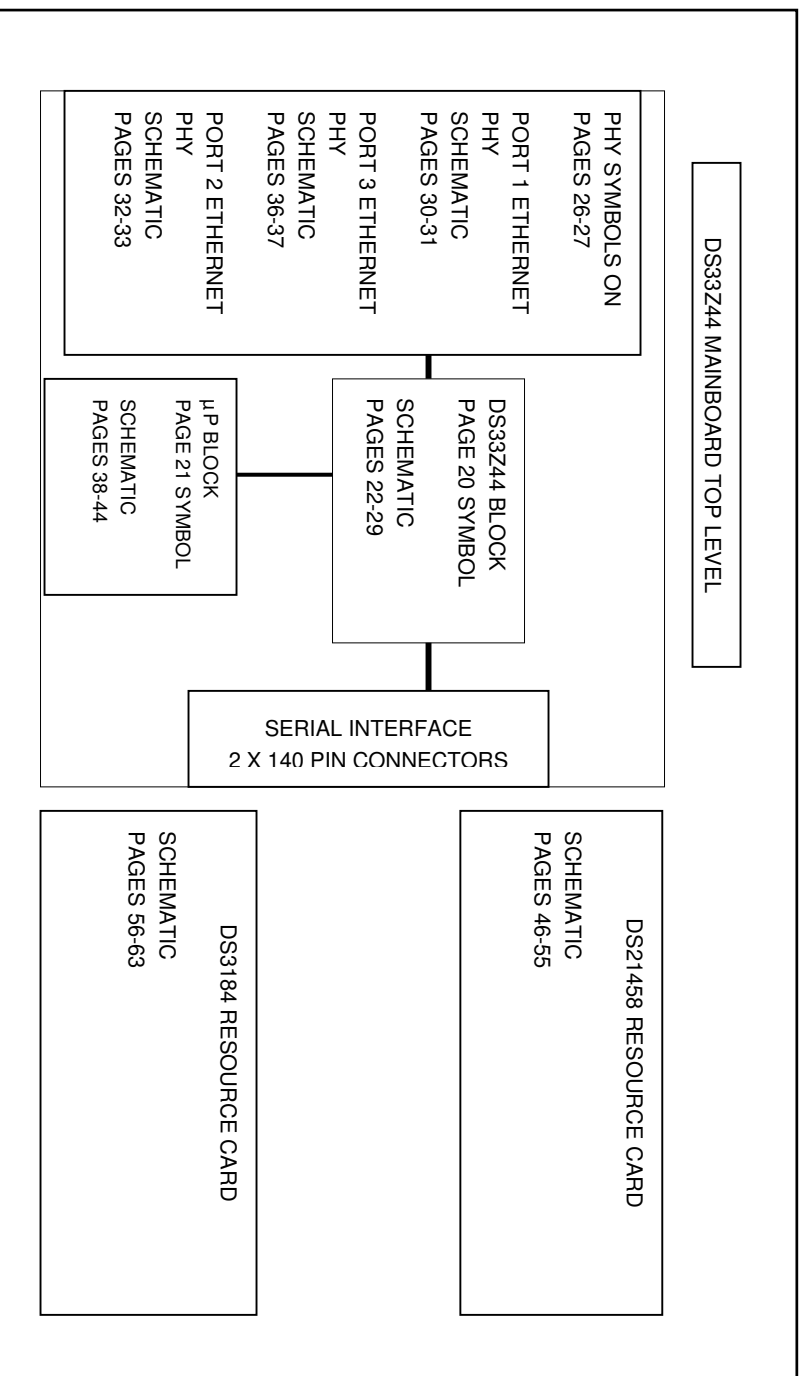 DS33Z44 MAINBOARD TOP LEVEL
PHY SYMBOLS ON
PAGES 26-27
PORT 1 ETHERNET
PHY
SCHEMATIC
PAGES 30-31
PORT 3 ETHERNET
PHY
SCHEMATIC
PAGES 36-37
PORT 2 ETHERNET
PHY
SCHEMATIC
PAGES 32-33
DS33Z44 BLOCK
PAGE 20 SYMBOL
SCHEMATIC
PAGES 22-29
µP BLOCK
PAGE 21 SYMBOL
SCHEMATIC
PAGES 38-44
SERIAL INTERFACE
2 X 140 PIN CONNECTORS
DS21458 RESOURCE CARD
SCHEMATIC
PAGES 46-55
DS3184 RESOURCE CARD
SCHEMATIC
PAGES 56-63